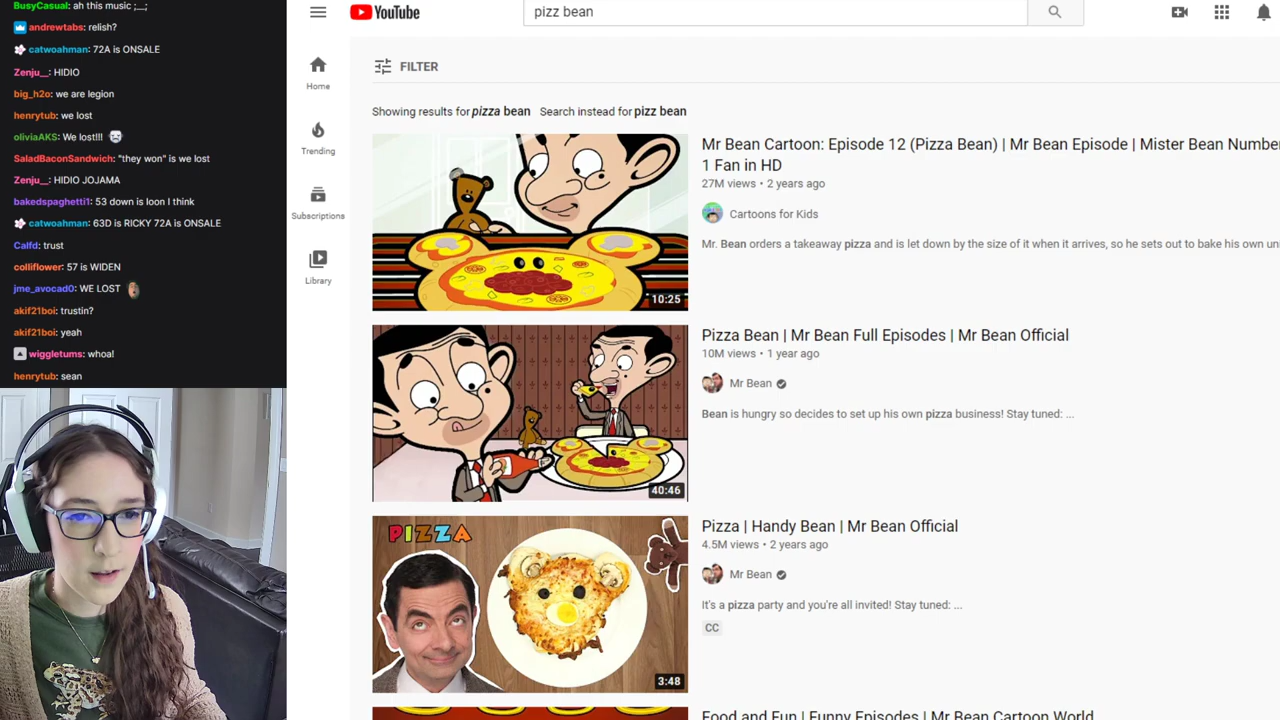 BusyCasual: ah this music ;__;
andrewtabs: relish?
catwoahman: 72A is ONSALE
Zenju__: HIDIO
big_h2o: we are legion
henrytub: we lost
oliviaAKS: We lost!!!
SaladBaconSandwich: "they won" is we lost
Zenju__: HIDIO JOJAMA
bakedspaghetti1: 53 down is loon I think
catwoahman: 63D is RICKY 72A is ONSALE
Calfd: trust
colliflower: 57 is WIDEN
jme_avocad0: WE LOST
akif21boi: trustin?
akif21boi: yeah
wiggletums: whoa!
henrytub: sean
YouTube
pizz bean
Home
Trending
Subscriptions
Library
FILTER
Showing results for pizza bean Search instead for pizz bean
10:25
Mr Bean Cartoon: Episode 12 (Pizza Bean) | Mr Bean Episode | Mister Bean Number
1 Fan in HD
27M views • 2 years ago
Cartoons for Kids
Mr. Bean orders a takeaway pizza and is let down by the size of it when it arrives, so he sets out to bake his own un
40:46
Pizza Bean | Mr Bean Full Episodes | Mr Bean Official
10M views • 1 year ago
Mr Bean
Bean is hungry so decides to set up his own pizza business! Stay tuned: ...
PIZZA
3:48
Pizza | Handy Bean | Mr Bean Official
4.5M views • 2 years ago
Mr Bean
It's a pizza party and you're all invited! Stay tuned: ...
CC
Food and Fun | Funny Episodes | Mr Bean Cartoon World